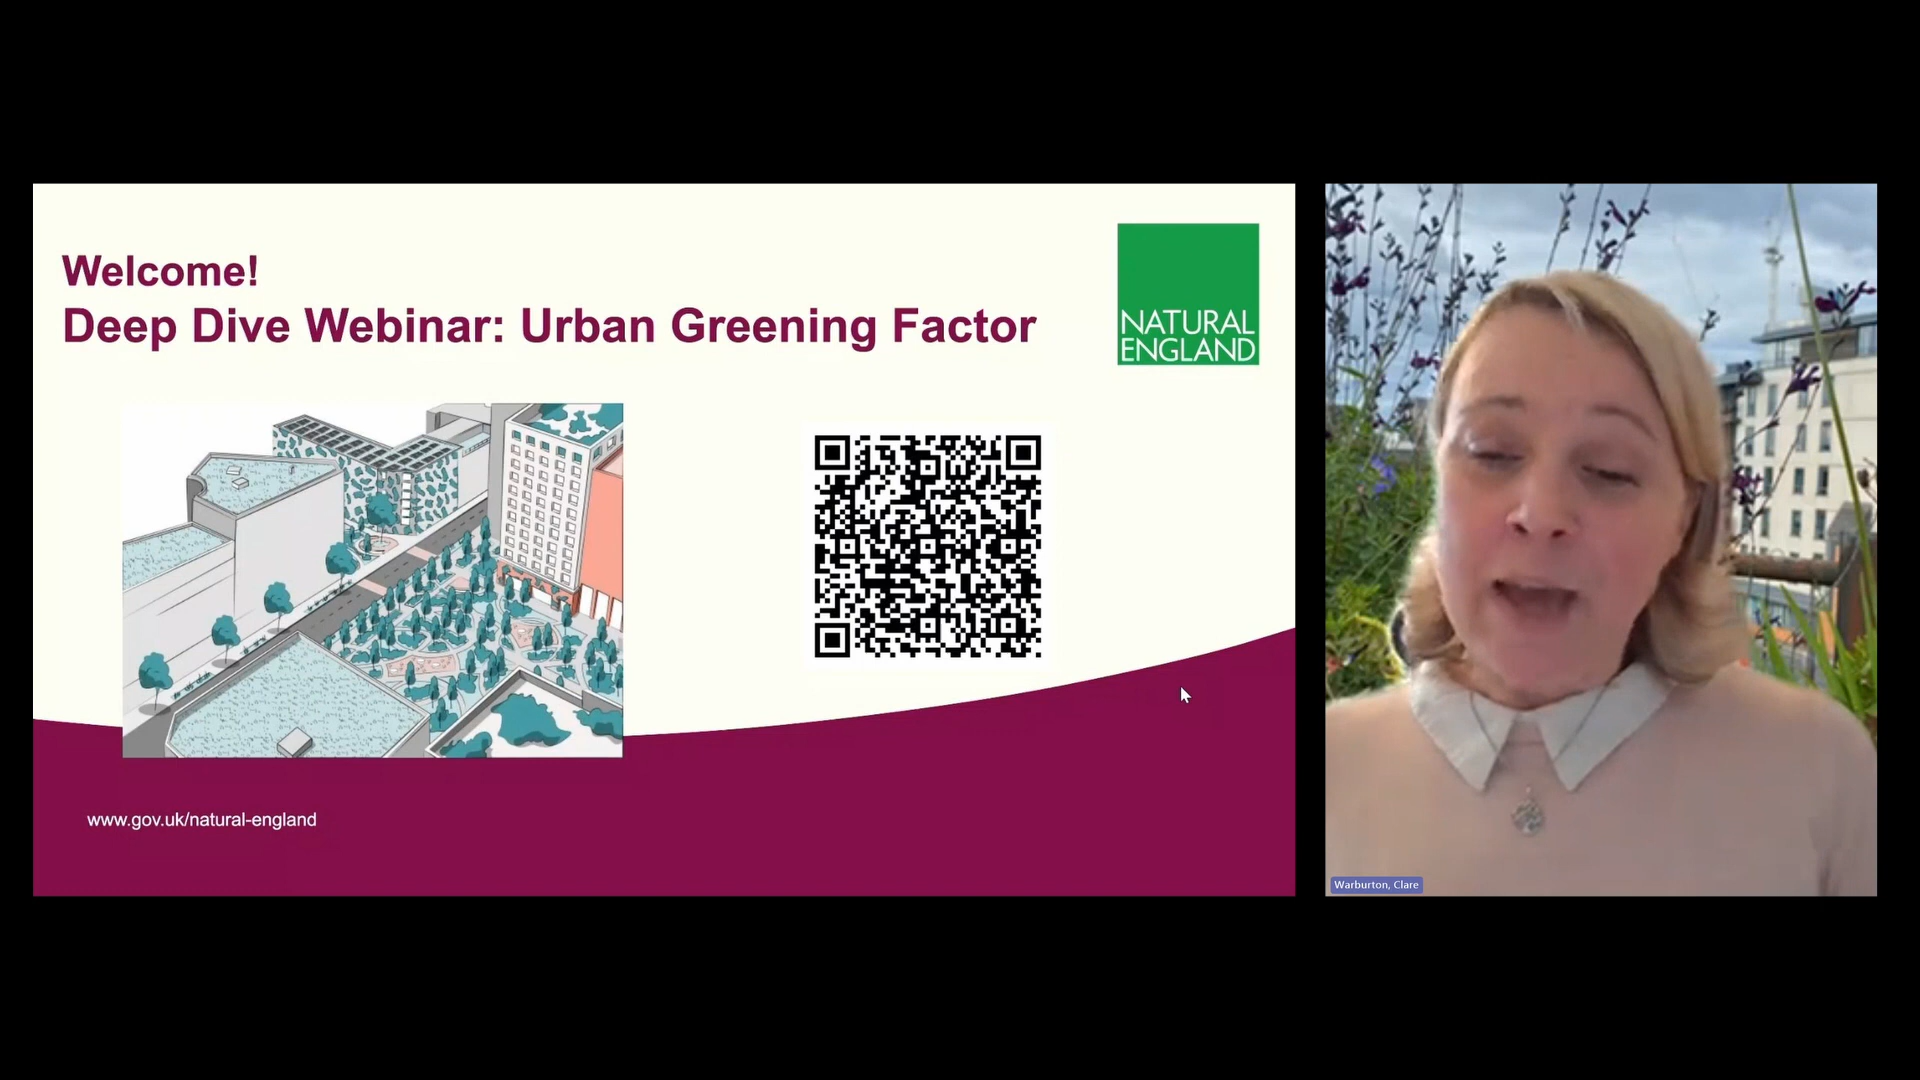 Welcome!
Deep Dive Webinar: Urban Greening Factor
NATURAL
ENGLAND
www.gov.uk/natural-england
Warburton, Clare